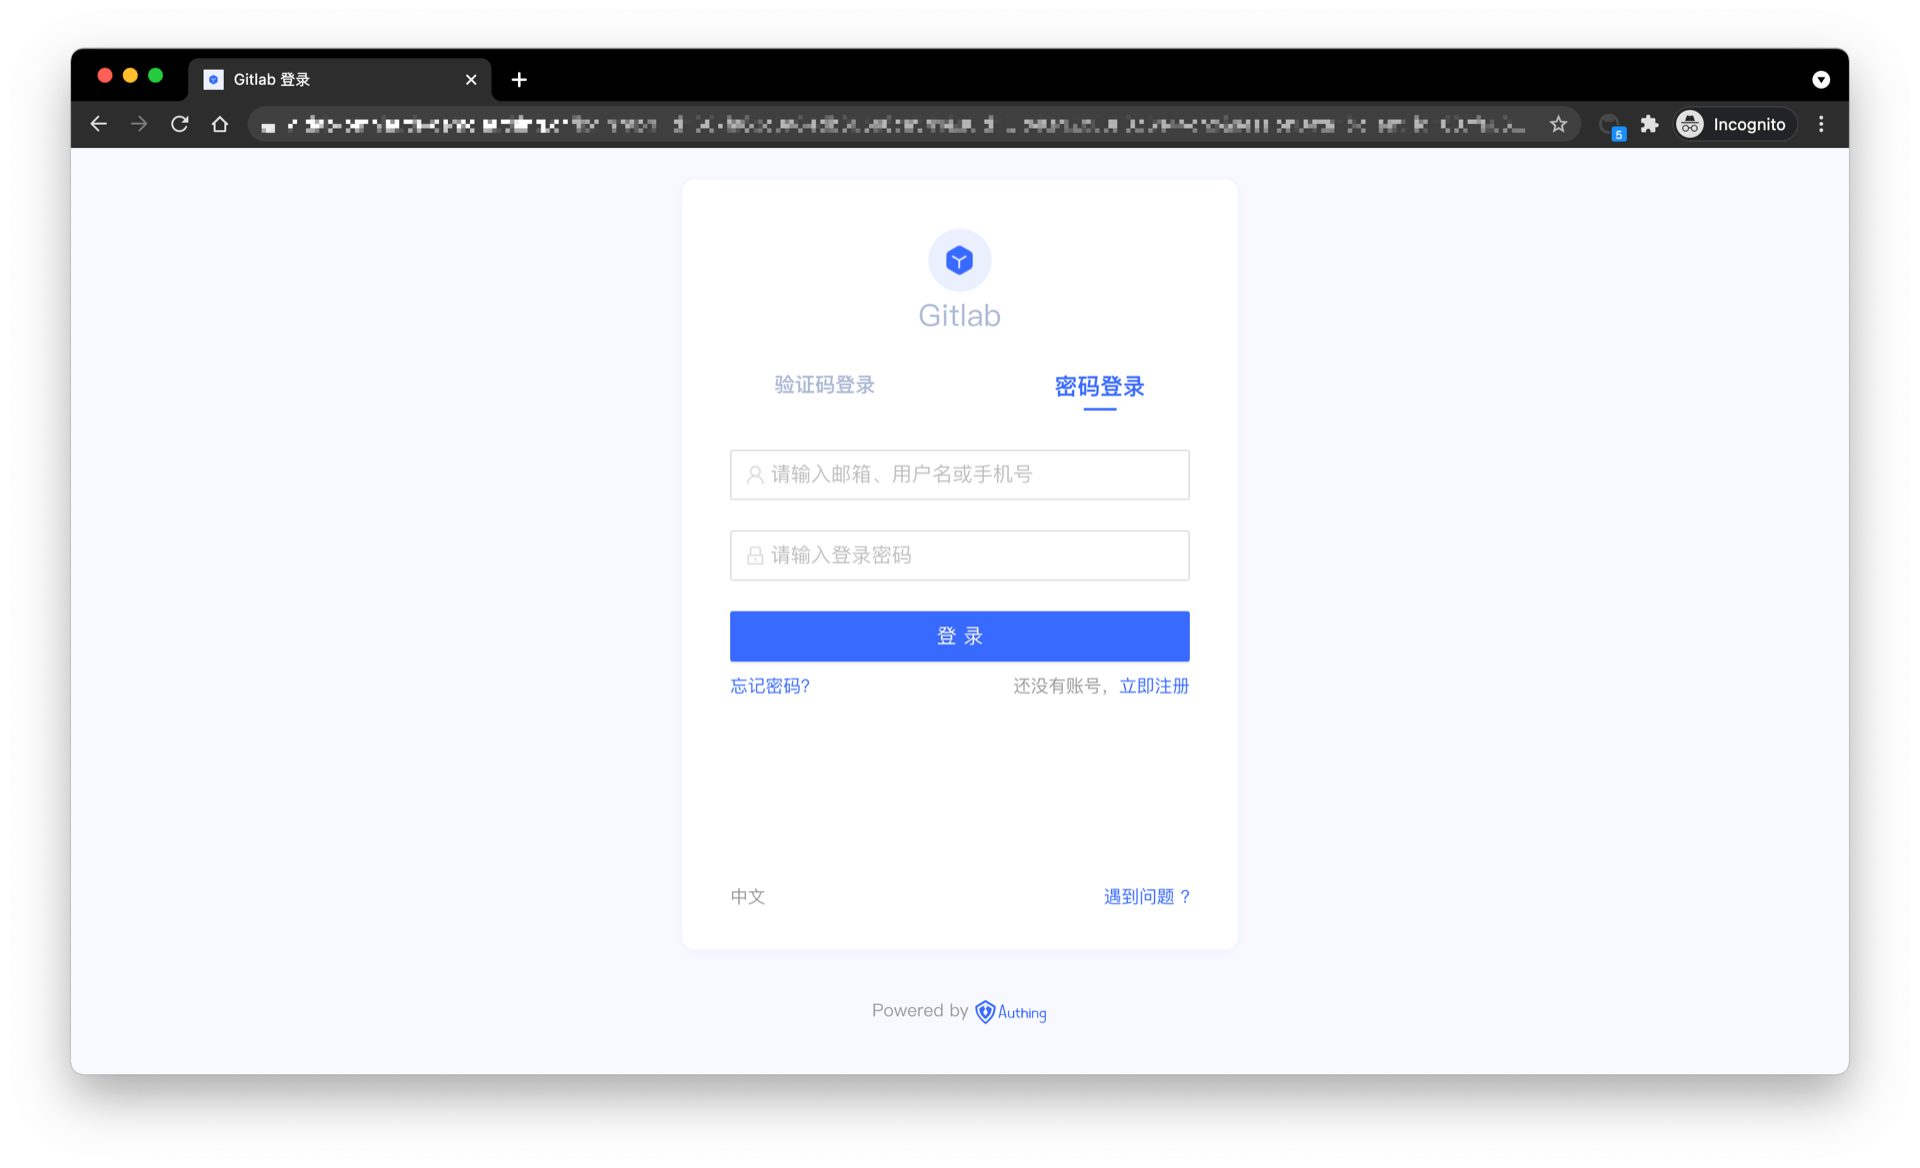 Gitlab 登录
5
Incognito
Gitlab
验证码登录
密码登录
请输入邮箱、用户名或手机号
请输入登录密码
登 录
忘记密码?
还没有账号，立即注册
中文
遇到问题 ?
Powered by Authing